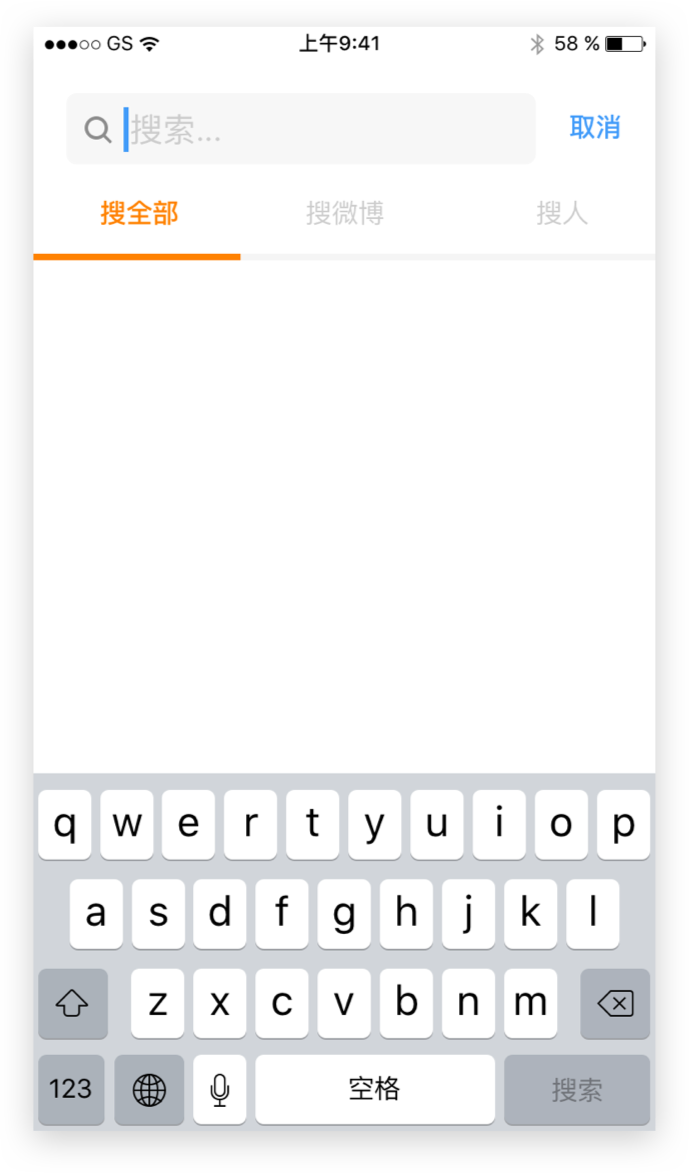 GS 上午9:41 58 %
搜索... 取消
搜全部 搜微博 搜人
q w e r t y u i o p
a s d f g h j k l
z x c v b n m
123 空格 搜索